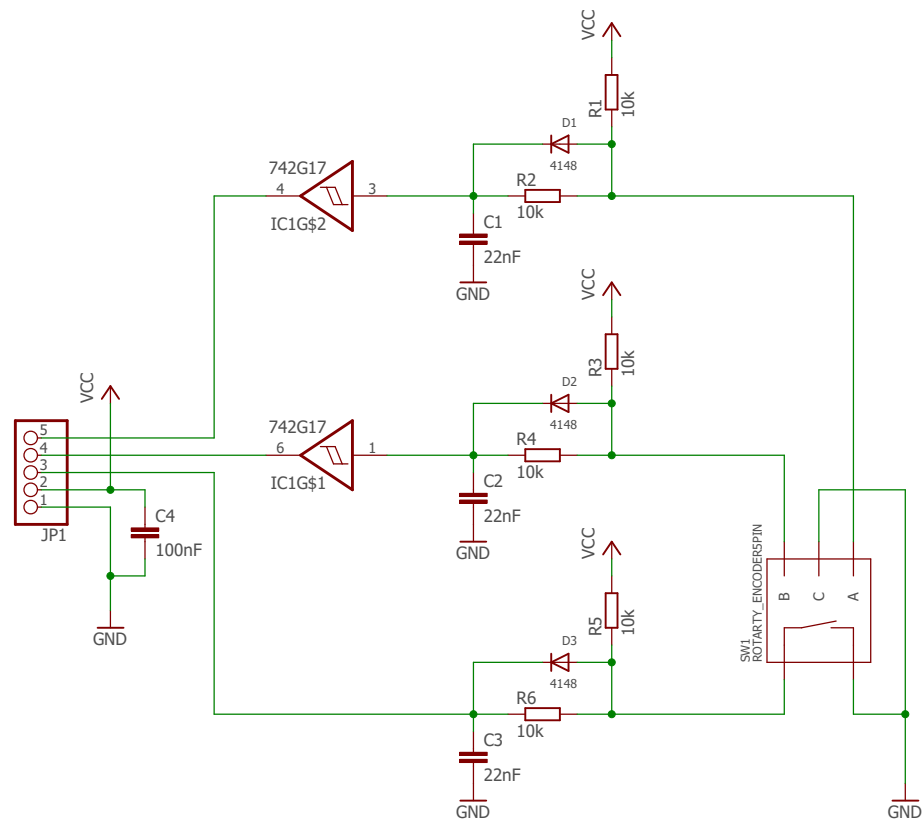 VCC
R1
10k
D1
4148
742G17
4
3
IC1G$2
R2
10k
C1
22nF
GND
VCC
R3
10k
D2
4148
VCC
742G17
6
1
IC1G$1
R4
10k
C2
22nF
GND
5
4
3
2
1
JP1
C4
100nF
GND
VCC
R5
10k
D3
4148
R6
10k
C3
22nF
GND
B
C
A
SW1
ROTARTY_ENCODER5PIN
GND